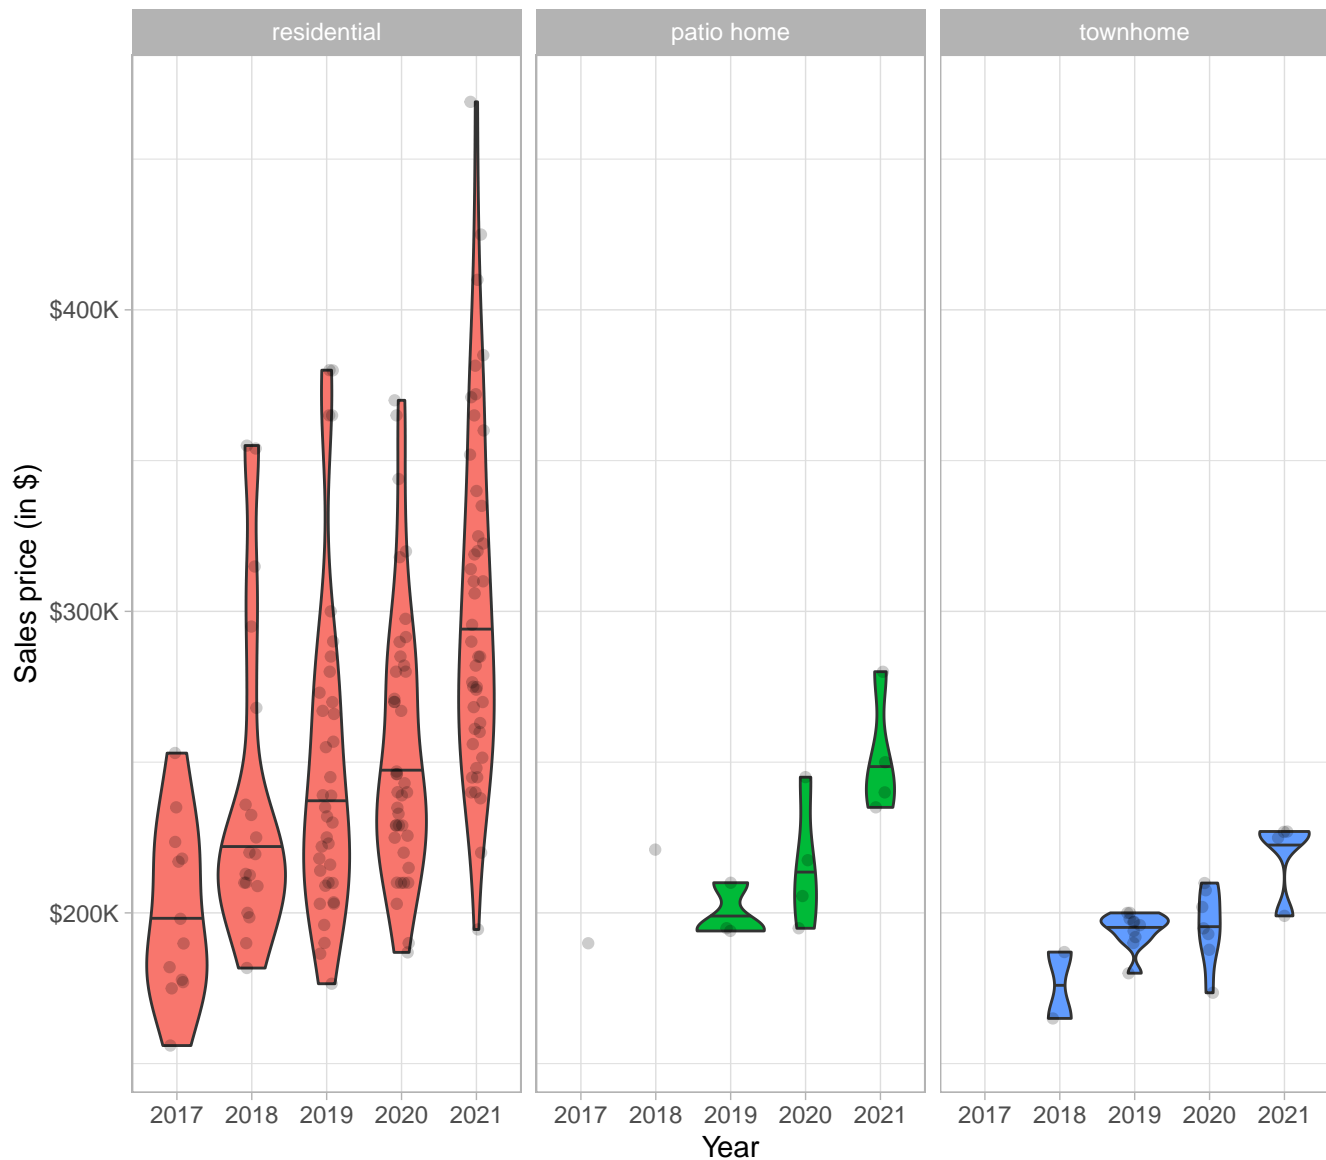 residential patio home townhome
Sales price (in $)
$400K
$300K
$200K
2017 2018 2019 2020 2021 2017 2018 2019 2020 2021 2017 2018 2019 2020 2021
Year